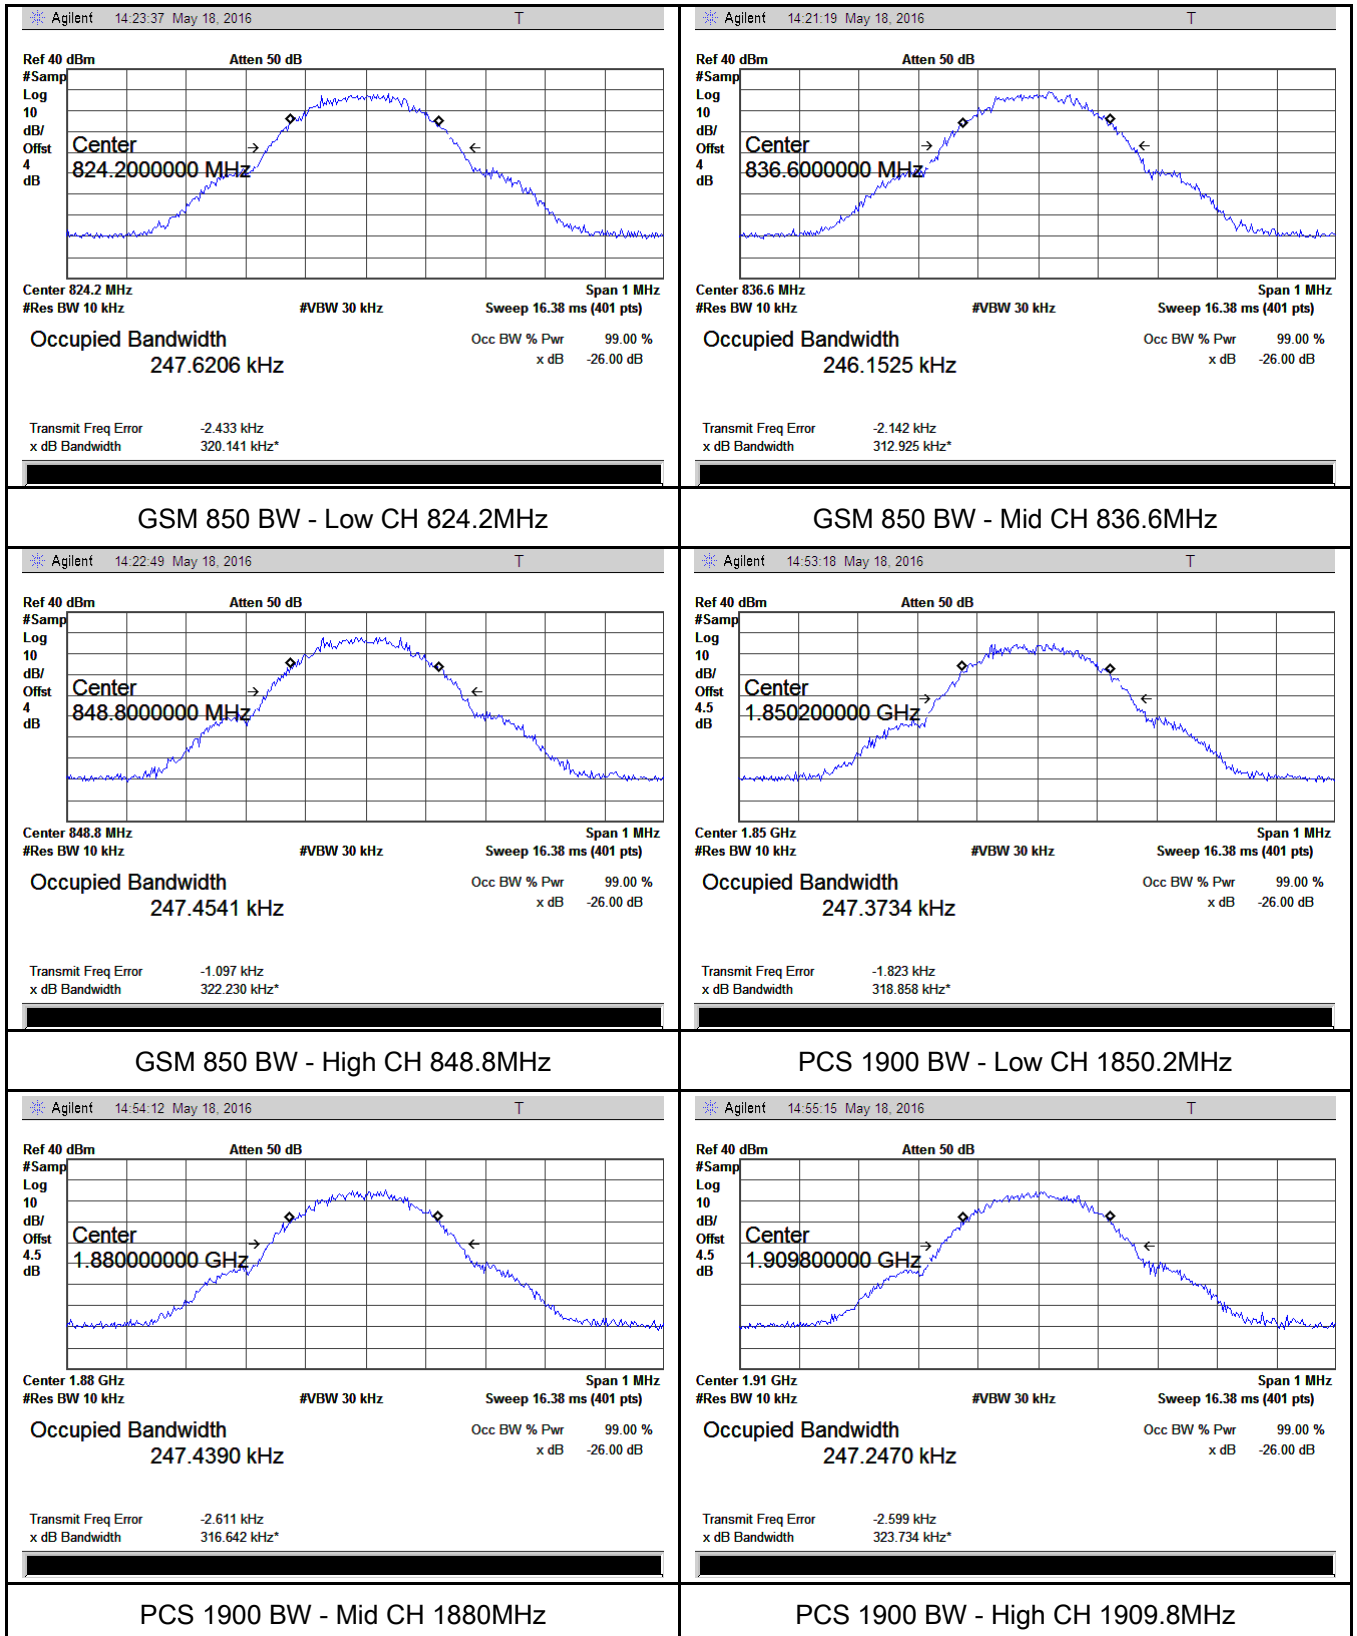 Agilent 14:23:37 May 18, 2016 T
Ref 40 dBm Atten 50 dB
#Samp
Log
10
dB/
Offst
4
dB
Center
824.2000000 MHz
Center 824.2 MHz Span 1 MHz
#Res BW 10 kHz #VBW 30 kHz Sweep 16.38 ms (401 pts)
Occupied Bandwidth Occ BW % Pwr 99.00 %
247.6206 kHz x dB -26.00 dB
Transmit Freq Error -2.433 kHz
x dB Bandwidth 320.141 kHz*
GSM 850 BW - Low CH 824.2MHz
Agilent 14:21:19 May 18, 2016 T
Ref 40 dBm Atten 50 dB
#Samp
Log
10
dB/
Offst
4
dB
Center
836.6000000 MHz
Center 836.6 MHz Span 1 MHz
#Res BW 10 kHz #VBW 30 kHz Sweep 16.38 ms (401 pts)
Occupied Bandwidth Occ BW % Pwr 99.00 %
246.1525 kHz x dB -26.00 dB
Transmit Freq Error -2.142 kHz
x dB Bandwidth 312.925 kHz*
GSM 850 BW - Mid CH 836.6MHz
Agilent 14:22:49 May 18, 2016 T
Ref 40 dBm Atten 50 dB
#Samp
Log
10
dB/
Offst
4
dB
Center
848.8000000 MHz
Center 848.8 MHz Span 1 MHz
#Res BW 10 kHz #VBW 30 kHz Sweep 16.38 ms (401 pts)
Occupied Bandwidth Occ BW % Pwr 99.00 %
247.4541 kHz x dB -26.00 dB
Transmit Freq Error -1.097 kHz
x dB Bandwidth 322.230 kHz*
GSM 850 BW - High CH 848.8MHz
Agilent 14:53:18 May 18, 2016 T
Ref 40 dBm Atten 50 dB
#Samp
Log
10
dB/
Offst
4.5
dB
Center
1.850200000 GHz
Center 1.85 GHz Span 1 MHz
#Res BW 10 kHz #VBW 30 kHz Sweep 16.38 ms (401 pts)
Occupied Bandwidth Occ BW % Pwr 99.00 %
247.3734 kHz x dB -26.00 dB
Transmit Freq Error -1.823 kHz
x dB Bandwidth 318.858 kHz*
PCS 1900 BW - Low CH 1850.2MHz
Agilent 14:54:12 May 18, 2016 T
Ref 40 dBm Atten 50 dB
#Samp
Log
10
dB/
Offst
4.5
dB
Center
1.880000000 GHz
Center 1.88 GHz Span 1 MHz
#Res BW 10 kHz #VBW 30 kHz Sweep 16.38 ms (401 pts)
Occupied Bandwidth Occ BW % Pwr 99.00 %
247.4390 kHz x dB -26.00 dB
Transmit Freq Error -2.611 kHz
x dB Bandwidth 316.642 kHz*
PCS 1900 BW - Mid CH 1880MHz
Agilent 14:55:15 May 18, 2016 T
Ref 40 dBm Atten 50 dB
#Samp
Log
10
dB/
Offst
4.5
dB
Center
1.909800000 GHz
Center 1.91 GHz Span 1 MHz
#Res BW 10 kHz #VBW 30 kHz Sweep 16.38 ms (401 pts)
Occupied Bandwidth Occ BW % Pwr 99.00 %
247.2470 kHz x dB -26.00 dB
Transmit Freq Error -2.599 kHz
x dB Bandwidth 323.734 kHz*
PCS 1900 BW - High CH 1909.8MHz